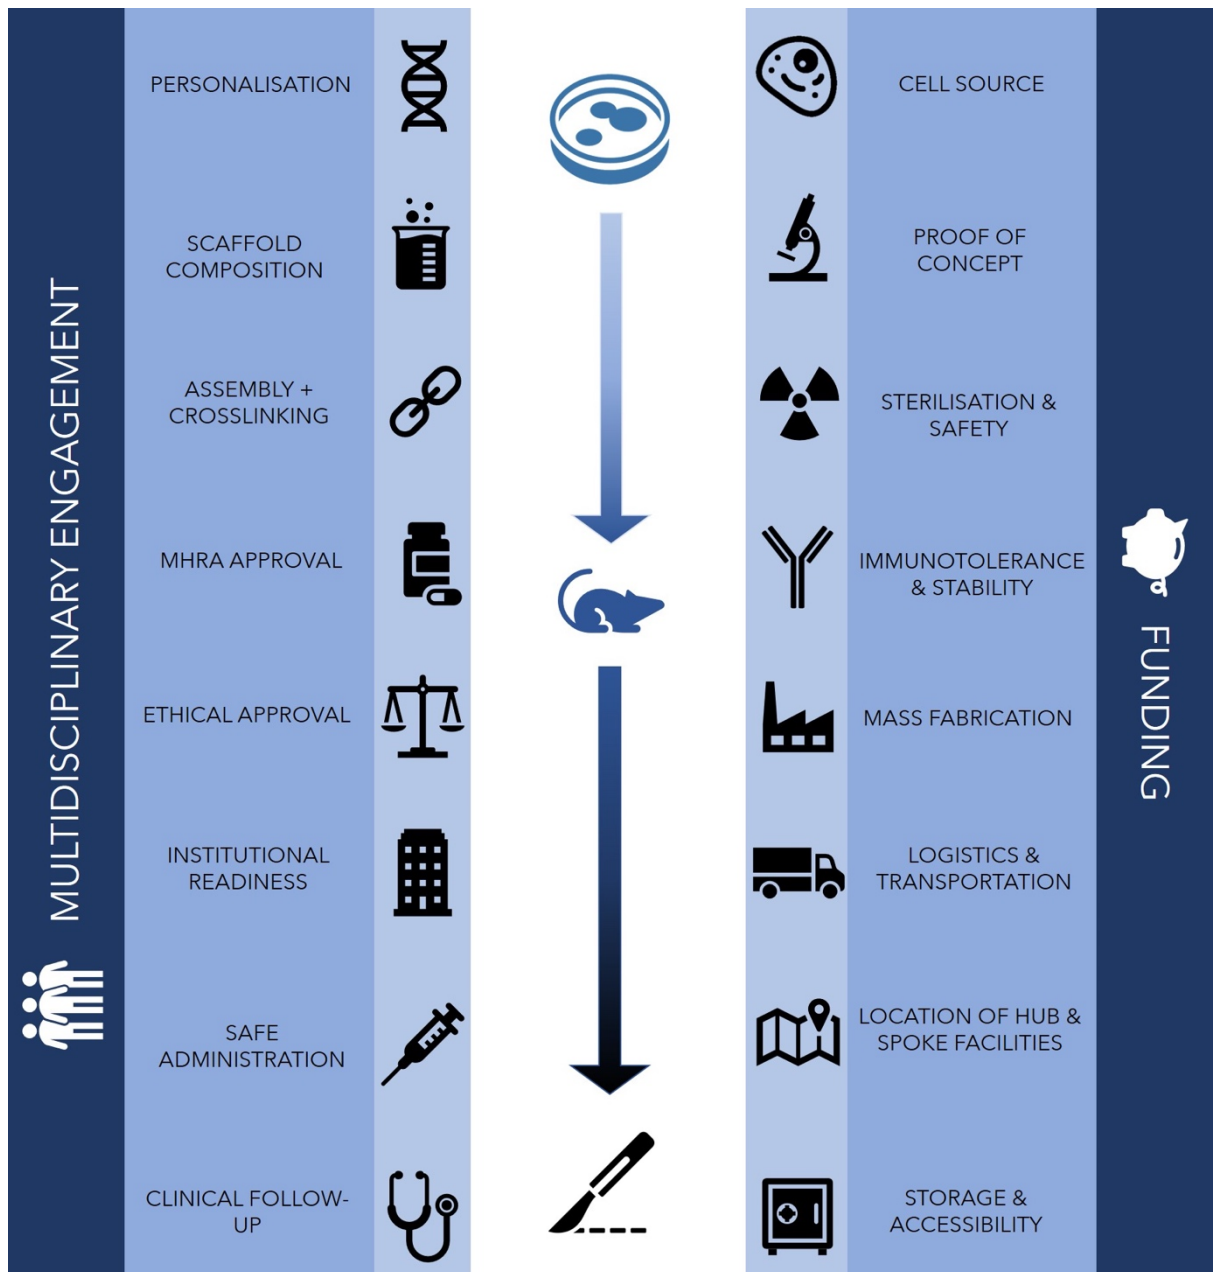 MULTIDISCIPLINARY ENGAGEMENT
PERSONALISATION
SCAFFOLD
COMPOSITION
ASSEMBLY +
CROSSLINKING
MHRA APPROVAL
ETHICAL APPROVAL
INSTITUTIONAL
READINESS
SAFE
ADMINISTRATION
CLINICAL FOLLOW-
UP
CELL SOURCE
PROOF OF
CONCEPT
STERILISATION &
SAFETY
IMMUNOTOLERANCE
& STABILITY
MASS FABRICATION
LOGISTICS &
TRANSPORTATION
LOCATION OF HUB &
SPOKE FACILITIES
STORAGE &
ACCESSIBILITY
FUNDING